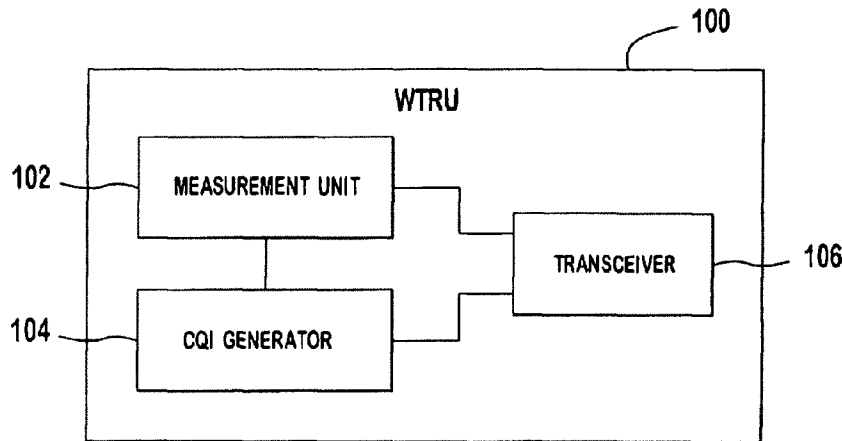 100
WTRU
102
MEASUREMENT UNIT
TRANSCEIVER
106
104
CQI GENERATOR